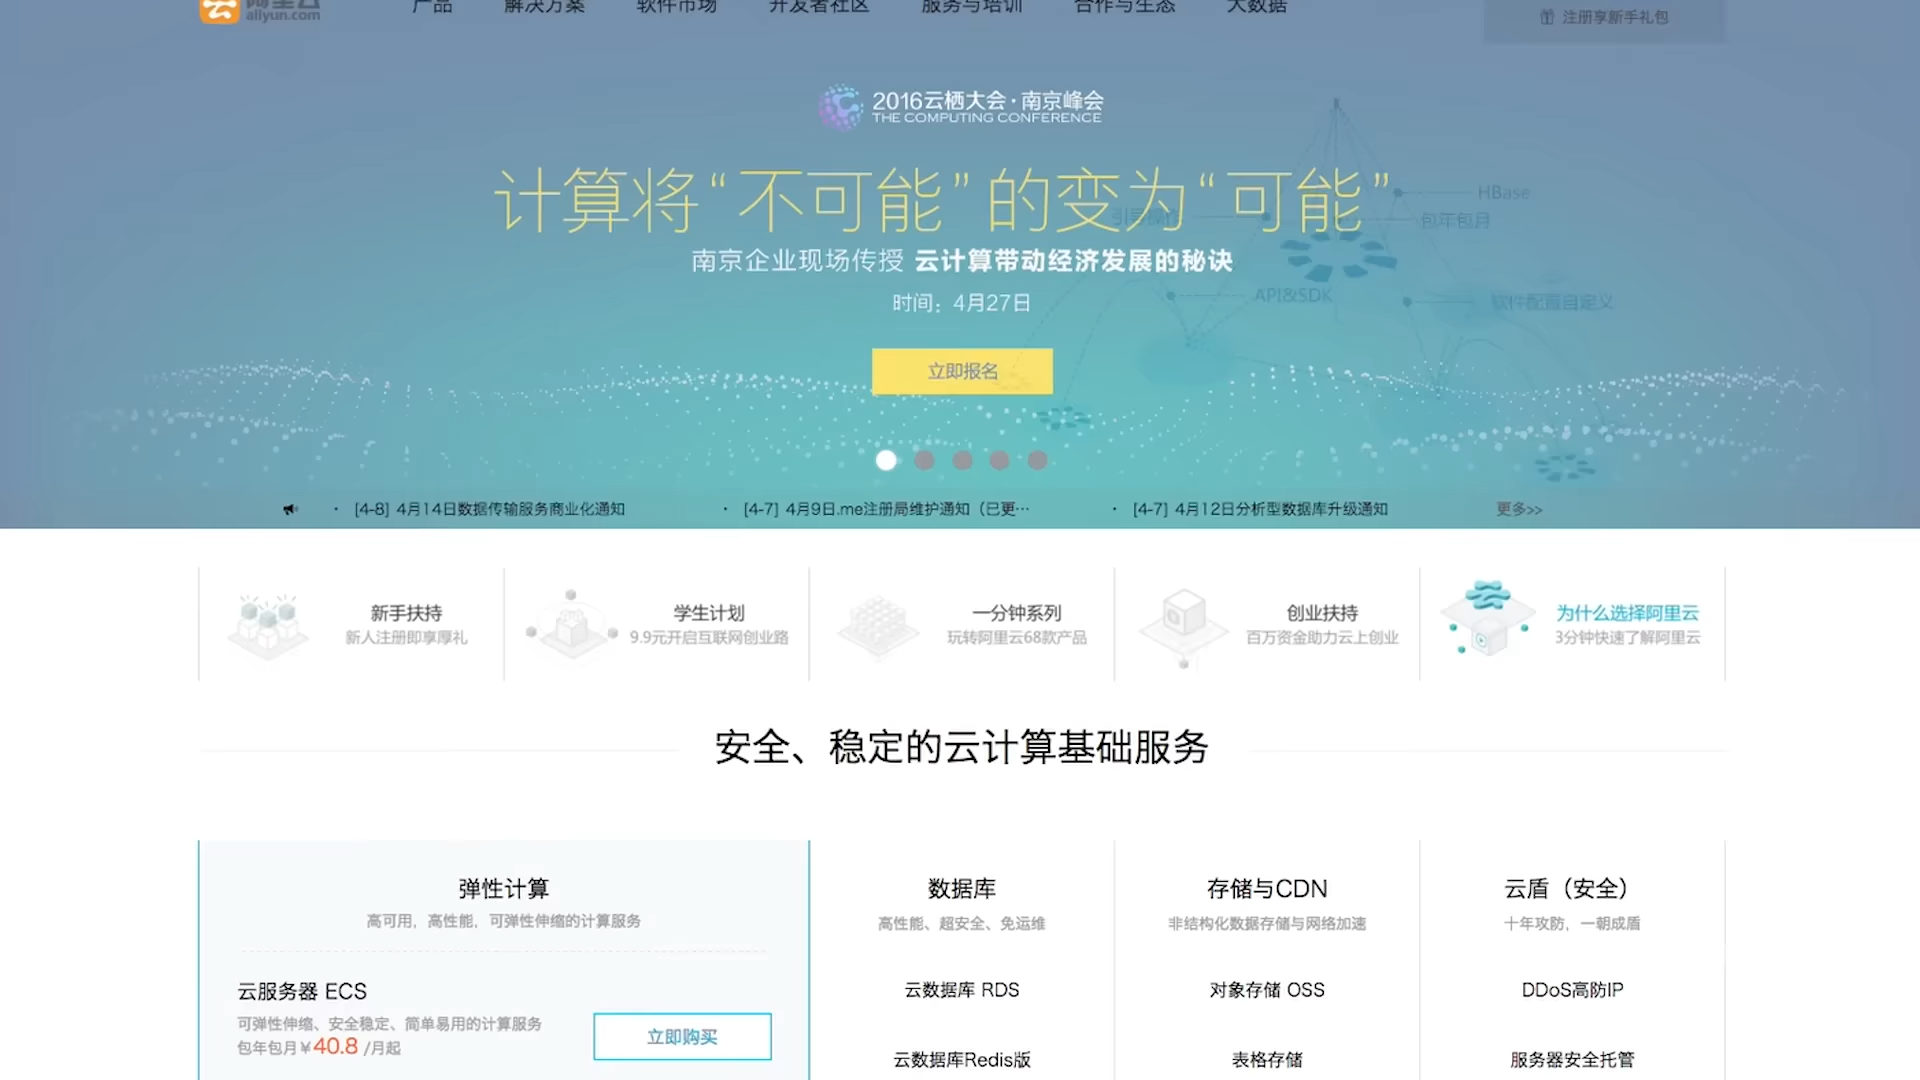 阿里云
aliyun.com
产品 解决方案 软件市场 开发者社区 服务与培训 合作与生态 大数据
注册享新手礼包
2016云栖大会·南京峰会
THE COMPUTING CONFERENCE
计算将“不可能”的变为“可能”
HBase
包年包月
南京企业现场传授 云计算带动经济发展的秘诀
API&SDK
软件配置自定义
时间：4月27日
立即报名
· [4-8] 4月14日数据传输服务商业化通知
· [4-7] 4月9日.me注册局维护通知（已更…
· [4-7] 4月12日分析型数据库升级通知
更多>>
新手扶持
新人注册即享厚礼
学生计划
9.9元开启互联网创业路
一分钟系列
玩转阿里云68款产品
创业扶持
百万资金助力云上创业
为什么选择阿里云
3分钟快速了解阿里云
安全、稳定的云计算基础服务
弹性计算
高可用，高性能，可弹性伸缩的计算服务
云服务器 ECS
可弹性伸缩、安全稳定、简单易用的计算服务
包年包月￥40.8 /月起
立即购买
数据库
高性能、超安全、免运维
云数据库 RDS
云数据库Redis版
存储与CDN
非结构化数据存储与网络加速
对象存储 OSS
表格存储
云盾（安全）
十年攻防，一朝成盾
DDoS高防IP
服务器安全托管